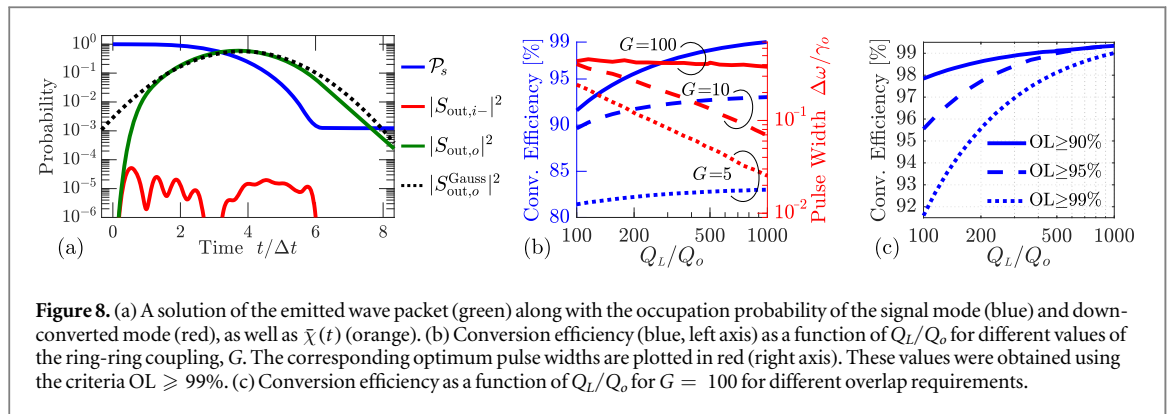 10^0
10^-1
10^-2
10^-3
10^-4
10^-5
10^-6
Probability
0
2
4
6
8
Time t/Δt
(a)
𝒫_s
|S_out,i−|^2
|S_out,o|^2
|S_out,o^Gauss|^2
99
95
90
85
80
Conv. Efficiency [%]
G=100
G=10
G=5
10^-1
10^-2
Pulse Width Δω/γ_o
100
200
500
1000
Q_L/Q_o
(b)
99
98
97
96
95
94
93
92
Conv. Efficiency [%]
OL≥90%
OL≥95%
OL≥99%
100
200
500
1000
Q_L/Q_o
(c)
Figure 8. (a) A solution of the emitted wave packet (green) along with the occupation probability of the signal mode (blue) and down-
converted mode (red), as well as χ̄(t) (orange). (b) Conversion efficiency (blue, left axis) as a function of Q_L/Q_o for different values of
the ring-ring coupling, G. The corresponding optimum pulse widths are plotted in red (right axis). These values were obtained using
the criteria OL ⩾ 99%. (c) Conversion efficiency as a function of Q_L/Q_o for G = 100 for different overlap requirements.